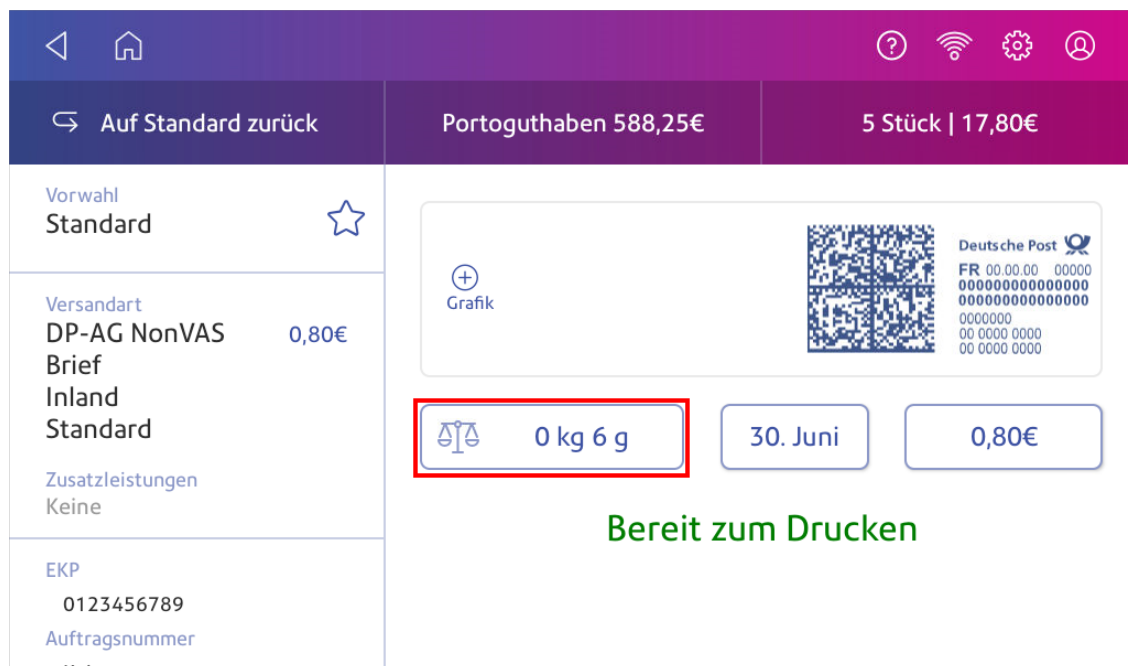 Auf Standard zurück
Portoguthaben 588,25€
5 Stück | 17,80€
Vorwahl
Standard
Versandart
DP-AG NonVAS 0,80€
Brief
Inland
Standard
Zusatzleistungen
Keine
EKP
0123456789
Auftragsnummer
Grafik
Deutsche Post
FR 00.00.00 00000
000000000000000
000000000000000
0000000
00 0000 0000
00 0000 0000
0 kg 6 g
30. Juni
0,80€
Bereit zum Drucken